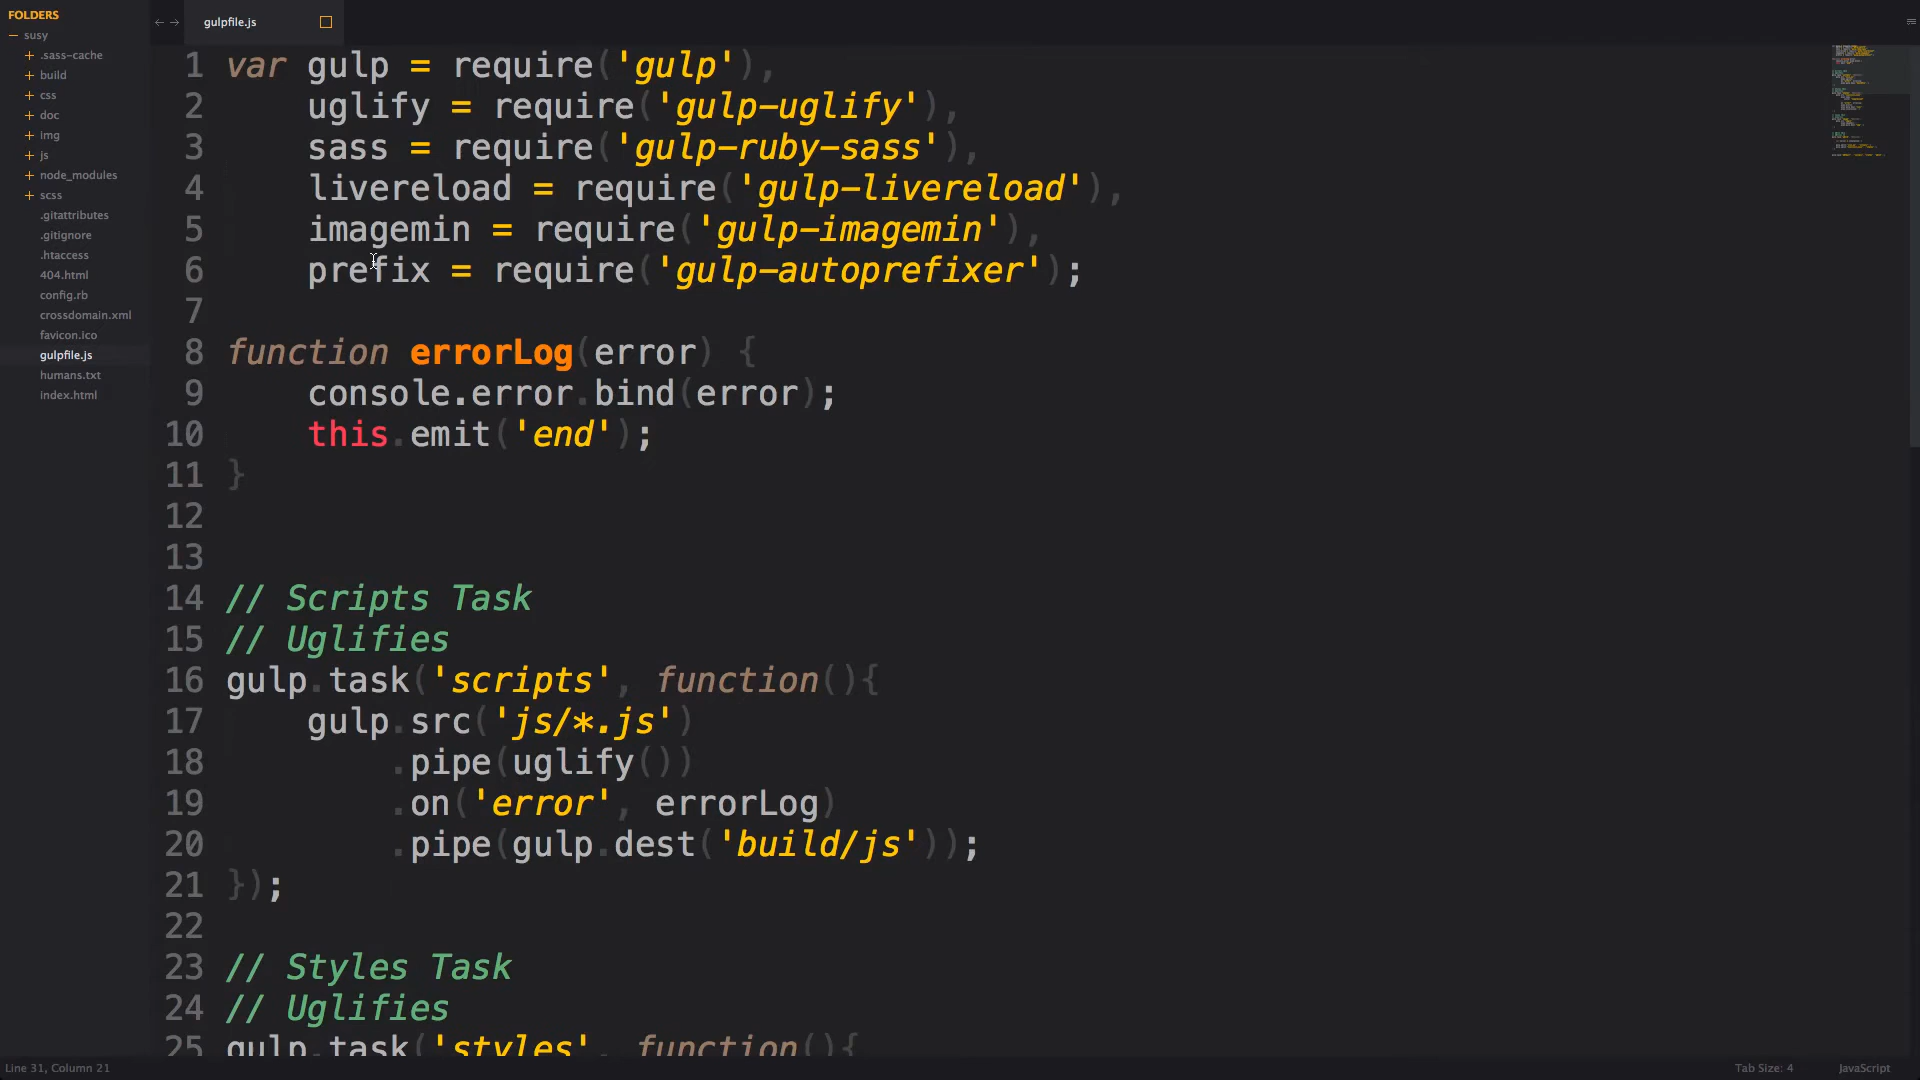 FOLDERS
susy
.sass-cache
build
css
doc
img
js
node_modules
scss
.gitattributes
.gitignore
.htaccess
404.html
config.rb
crossdomain.xml
favicon.ico
gulpfile.js
humans.txt
index.html
gulpfile.js
1 var gulp = require('gulp'),
2 uglify = require('gulp-uglify'),
3 sass = require('gulp-ruby-sass'),
4 livereload = require('gulp-livereload'),
5 imagemin = require('gulp-imagemin'),
6 prefix = require('gulp-autoprefixer');
7
8 function errorLog(error) {
9 console.error.bind(error);
10 this.emit('end');
11 }
12
13
14 // Scripts Task
15 // Uglifies
16 gulp.task('scripts', function(){
17 gulp.src('js/*.js')
18 .pipe(uglify())
19 .on('error', errorLog)
20 .pipe(gulp.dest('build/js'));
21 });
22
23 // Styles Task
24 // Uglifies
25 gulp.task('styles', function(){
Line 31, Column 21
Tab Size: 4
JavaScript